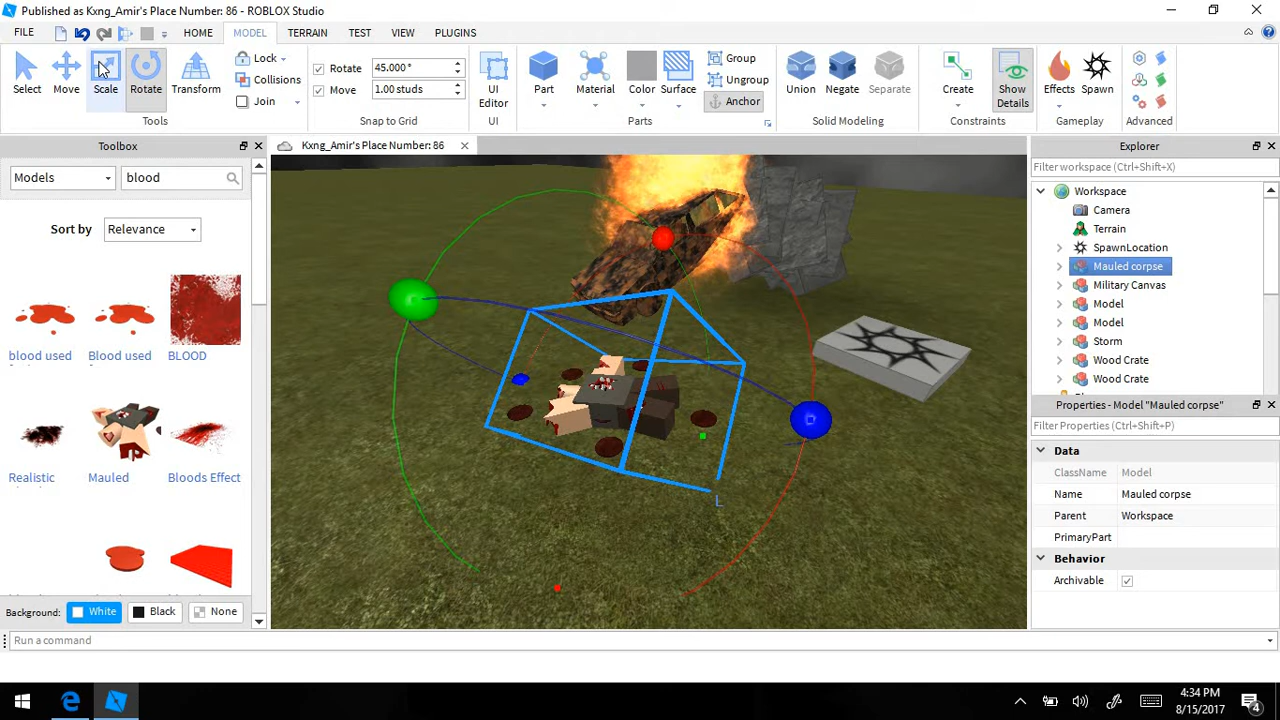 Published as Kxng_Amir's Place Number: 86 - ROBLOX Studio
FILE
HOME
MODEL
TERRAIN
TEST
VIEW
PLUGINS
Select
Move
Scale
Rotate
Transform
Tools
Lock
Collisions
Join
Rotate 45.000°
Move 1.00 studs
Snap to Grid
UI
Editor
UI
Part
Material
Color
Surface
Group
Ungroup
Anchor
Parts
Union
Negate
Separate
Solid Modeling
Create
Show
Details
Constraints
Effects
Spawn
Gameplay
Advanced
Toolbox
Models
blood
Sort by
Relevance
blood used
Blood used
BLOOD
Realistic
Mauled
Bloods Effect
Background:
White
Black
None
Kxng_Amir's Place Number: 86
L
Explorer
Filter workspace (Ctrl+Shift+X)
Workspace
Camera
Terrain
SpawnLocation
Mauled corpse
Military Canvas
Model
Model
Storm
Wood Crate
Wood Crate
Properties - Model "Mauled corpse"
Filter Properties (Ctrl+Shift+P)
Data
ClassName Model
Name Mauled corpse
Parent Workspace
PrimaryPart
Behavior
Archivable
Run a command
4:34 PM
8/15/2017
4